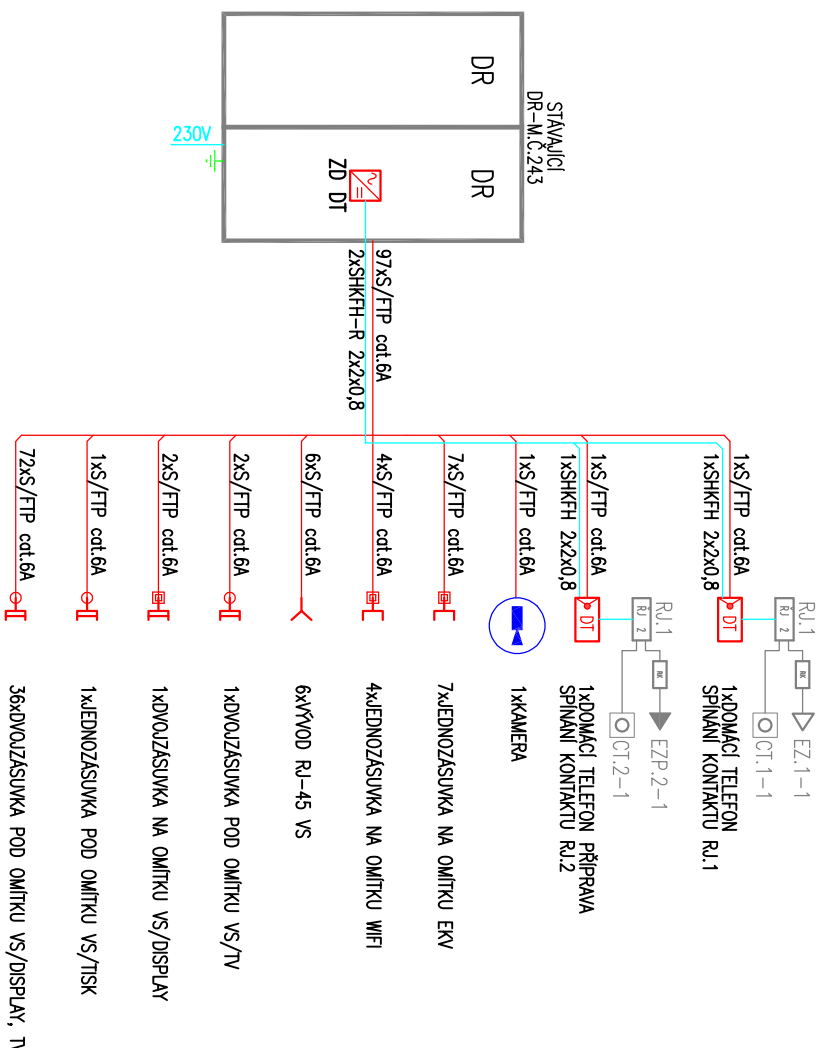 STÁVAJÍCÍ
DR-M.Č.243
DR
DR
230V
ZD DT
97xS/FTP cat.6A
2xSHKFH-R 2x2x0,8
1xS/FTP cat.6A
1xSHKFH 2x2x0,8
DT
RJ.1
ŘJ 2
RK
EZ.1-1
CT.1-1
1xDOMÁCÍ TELEFON
SPÍNÁNÍ KONTAKTU RJ.1
1xS/FTP cat.6A
1xSHKFH 2x2x0,8
DT
RJ.1
ŘJ 2
RK
EZP.2-1
CT.2-1
1xDOMÁCÍ TELEFON PŘÍPRAVA
SPÍNÁNÍ KONTAKTU RJ.2
1xS/FTP cat.6A
1xKAMERA
7xS/FTP cat.6A
7xJEDNOZÁSUVKA NA OMÍTKU EKV
4xS/FTP cat.6A
4xJEDNOZÁSUVKA NA OMÍTKU WIFI
6xS/FTP cat.6A
6xVÝVOD RJ-45 VS
2xS/FTP cat.6A
1xDVOJZÁSUVKA POD OMÍTKU VS/TV
2xS/FTP cat.6A
1xDVOJZÁSUVKA NA OMÍTKU VS/DISPLAY
1xS/FTP cat.6A
1xJEDNOZÁSUVKA POD OMÍTKU VS/TISK
72xS/FTP cat.6A
36xDVOJZÁSUVKA POD OMÍTKU VS/DISPLAY,